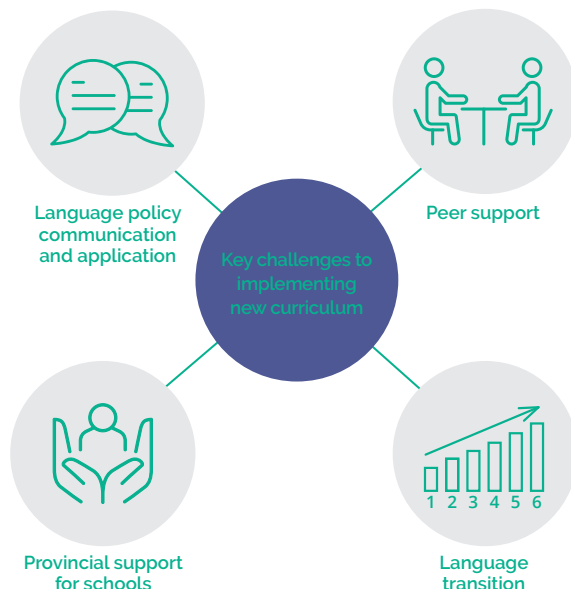 Language policy
communication
and application
Peer support
Key challenges to
implementing
new curriculum
Provincial support
for schools
1 2 3 4 5 6
Language
transition